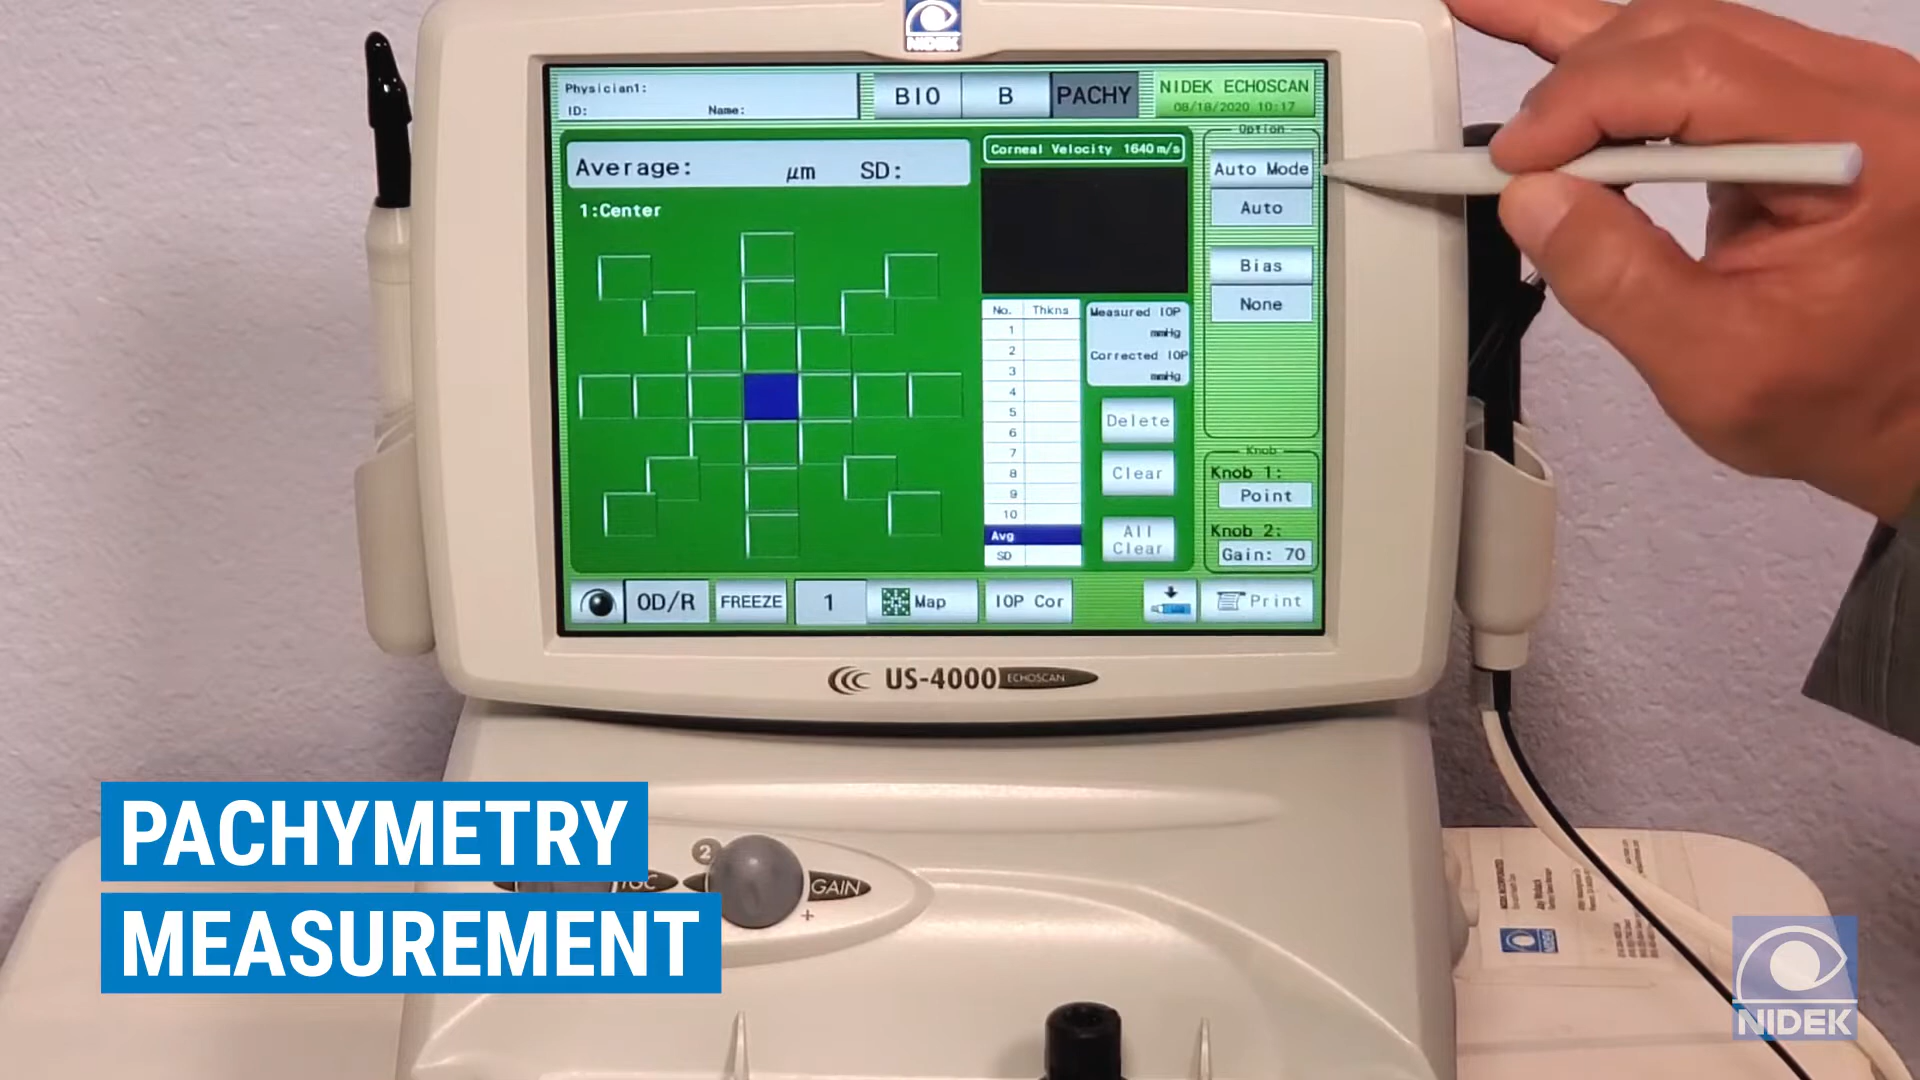 NIDEK
Physician1:
ID: Name:
BIO B PACHY
NIDEK ECHOSCAN
08/18/2020 10:17
Average: μm SD:
1:Center
Corneal Velocity 1640m/s
Option
Auto Mode
Auto
Bias
None
No. Thkns
1
2
3
4
5
6
7
8
9
10
Avg
SD
Measured IOP
mmHg
Corrected IOP
mmHg
Delete
Clear
All
Clear
Knob
Knob 1:
Point
Knob 2:
Gain: 70
OD/R FREEZE 1 Map IOP Cor Print
US-4000 ECHOSCAN
2
TGC
GAIN
+
PACHYMETRY
MEASUREMENT
NIDEK
NIDEK